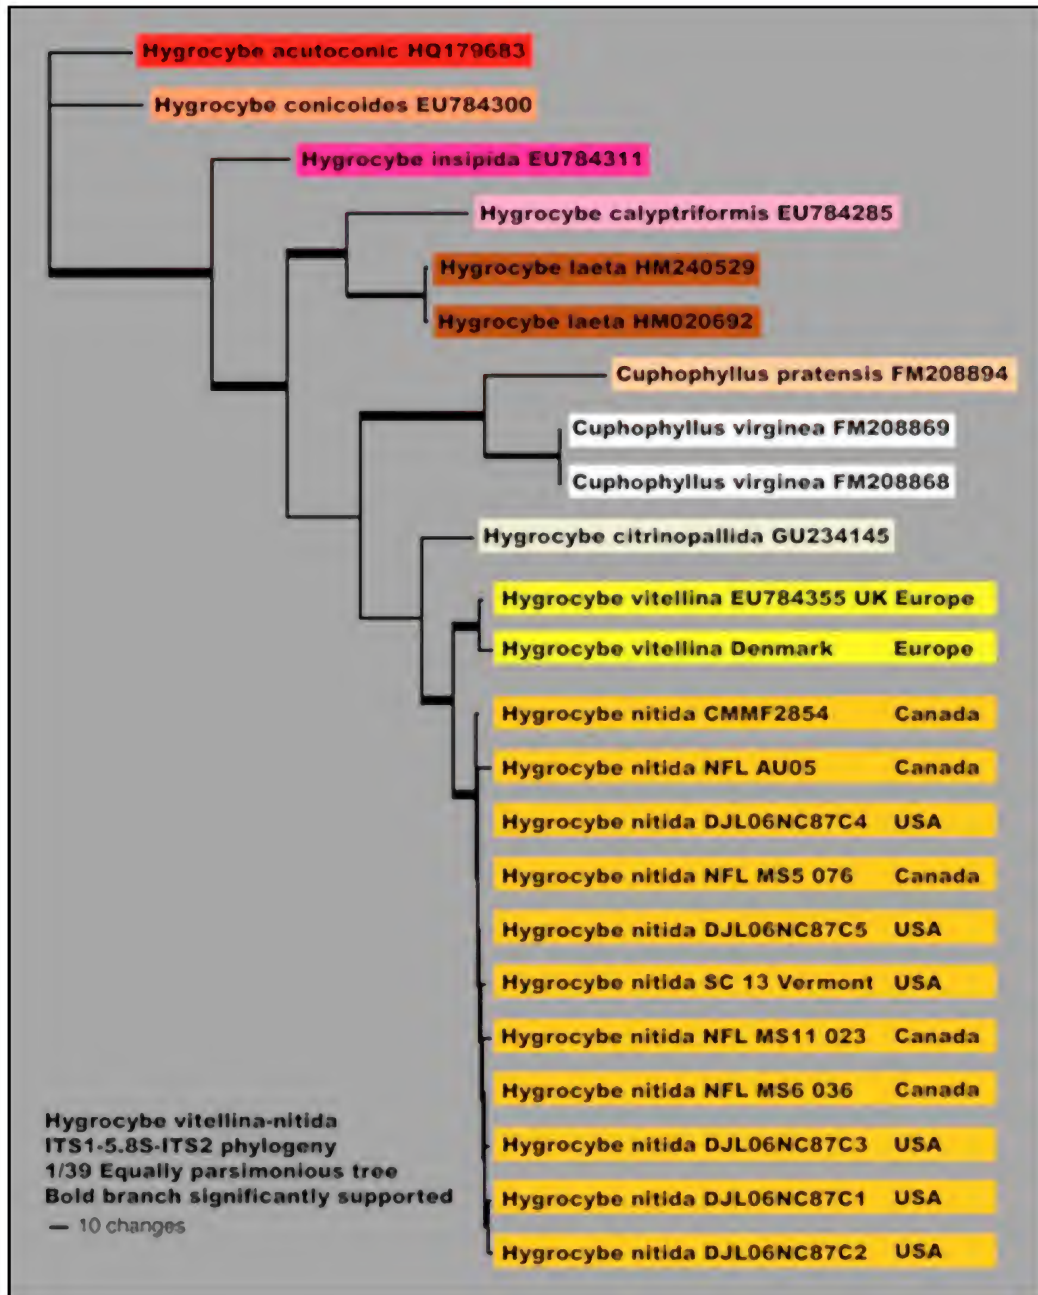 Hygrocybe acutoconic HQ179683
Hygrocybe conicoides EU784300
Hygrocybe insipida EU784311
Hygrocybe calyptriformis EU784285
Hygrocybe laeta HM240529
Hygrocybe laeta HM020692
Cuphophyllus pratensis FM208894
Cuphophyllus virginea FM208869
Cuphophyllus virginea FM208868
Hygrocybe citrinopallida GU234145
Hygrocybe vitellina EU784355 UK Europe
Hygrocybe vitellina Denmark Europe
Hygrocybe nitida CMMF2854 Canada
Hygrocybe nitida NFL AU05 Canada
Hygrocybe nitida DJL06NC87C4 USA
Hygrocybe nitida NFL MS5 076 Canada
Hygrocybe nitida DJL06NC87C5 USA
Hygrocybe nitida SC 13 Vermont USA
Hygrocybe nitida NFL MS11 023 Canada
Hygrocybe nitida NFL MS6 036 Canada
Hygrocybe nitida DJL06NC87C3 USA
Hygrocybe nitida DJL06NC87C1 USA
Hygrocybe nitida DJL06NC87C2 USA
Hygrocybe vitellina-nitida
ITS1-5.8S-ITS2 phylogeny
1/39 Equally parsimonious tree
Bold branch significantly supported
10 changes